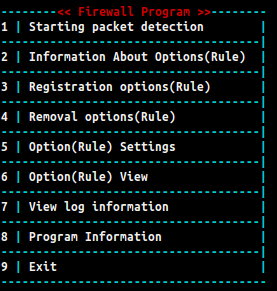 --------<< Firewall Program >>--------
1 | Starting packet detection |
--------------------------------------|
2 | Information About Options(Rule) |
--------------------------------------|
3 | Registration options(Rule) |
--------------------------------------|
4 | Removal options(Rule) |
--------------------------------------|
5 | Option(Rule) Settings |
--------------------------------------|
6 | Option(Rule) View |
--------------------------------------|
7 | View log information |
--------------------------------------|
8 | Program Information |
--------------------------------------|
9 | Exit |
--------------------------------------